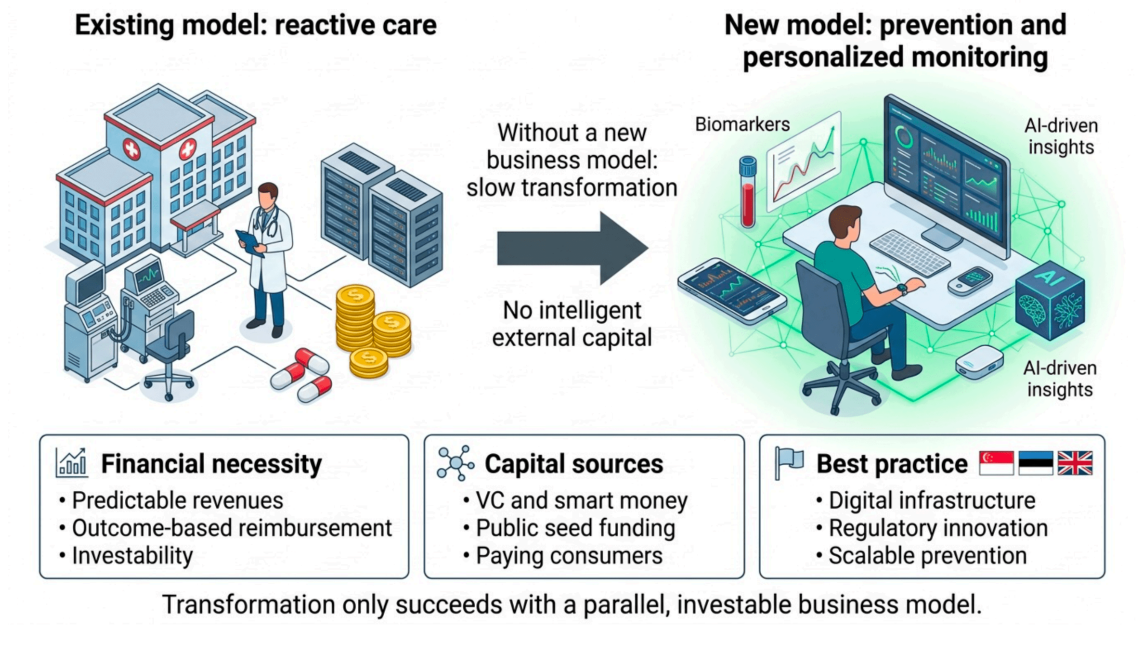 Existing model: reactive care
New model: prevention and
personalized monitoring
Without a new
business model:
slow transformation
No intelligent
external capital
Biomarkers
AI-driven
insights
AI
AI-driven
insights
Financial necessity
• Predictable revenues
• Outcome-based reimbursement
• Investability
Capital sources
• VC and smart money
• Public seed funding
• Paying consumers
Best practice
• Digital infrastructure
• Regulatory innovation
• Scalable prevention
Transformation only succeeds with a parallel, investable business model.